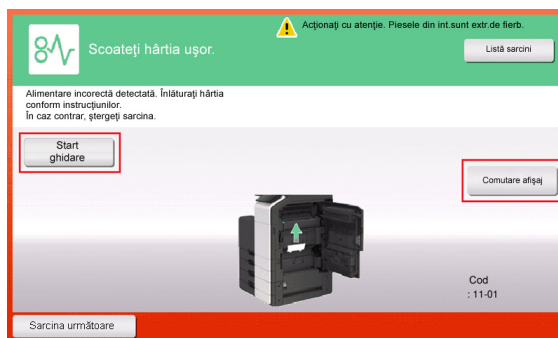 Acționați cu atenție. Piesele din int.sunt extr.de fierb.
Scoateți hârtia ușor.
Listă sarcini
Alimentare incorectă detectată. Înlăturați hârtia
conform instrucțiunilor.
În caz contrar, ștergeți sarcina.
Start
ghidare
Comutare afișaj
Cod
: 11-01
Sarcina următoare